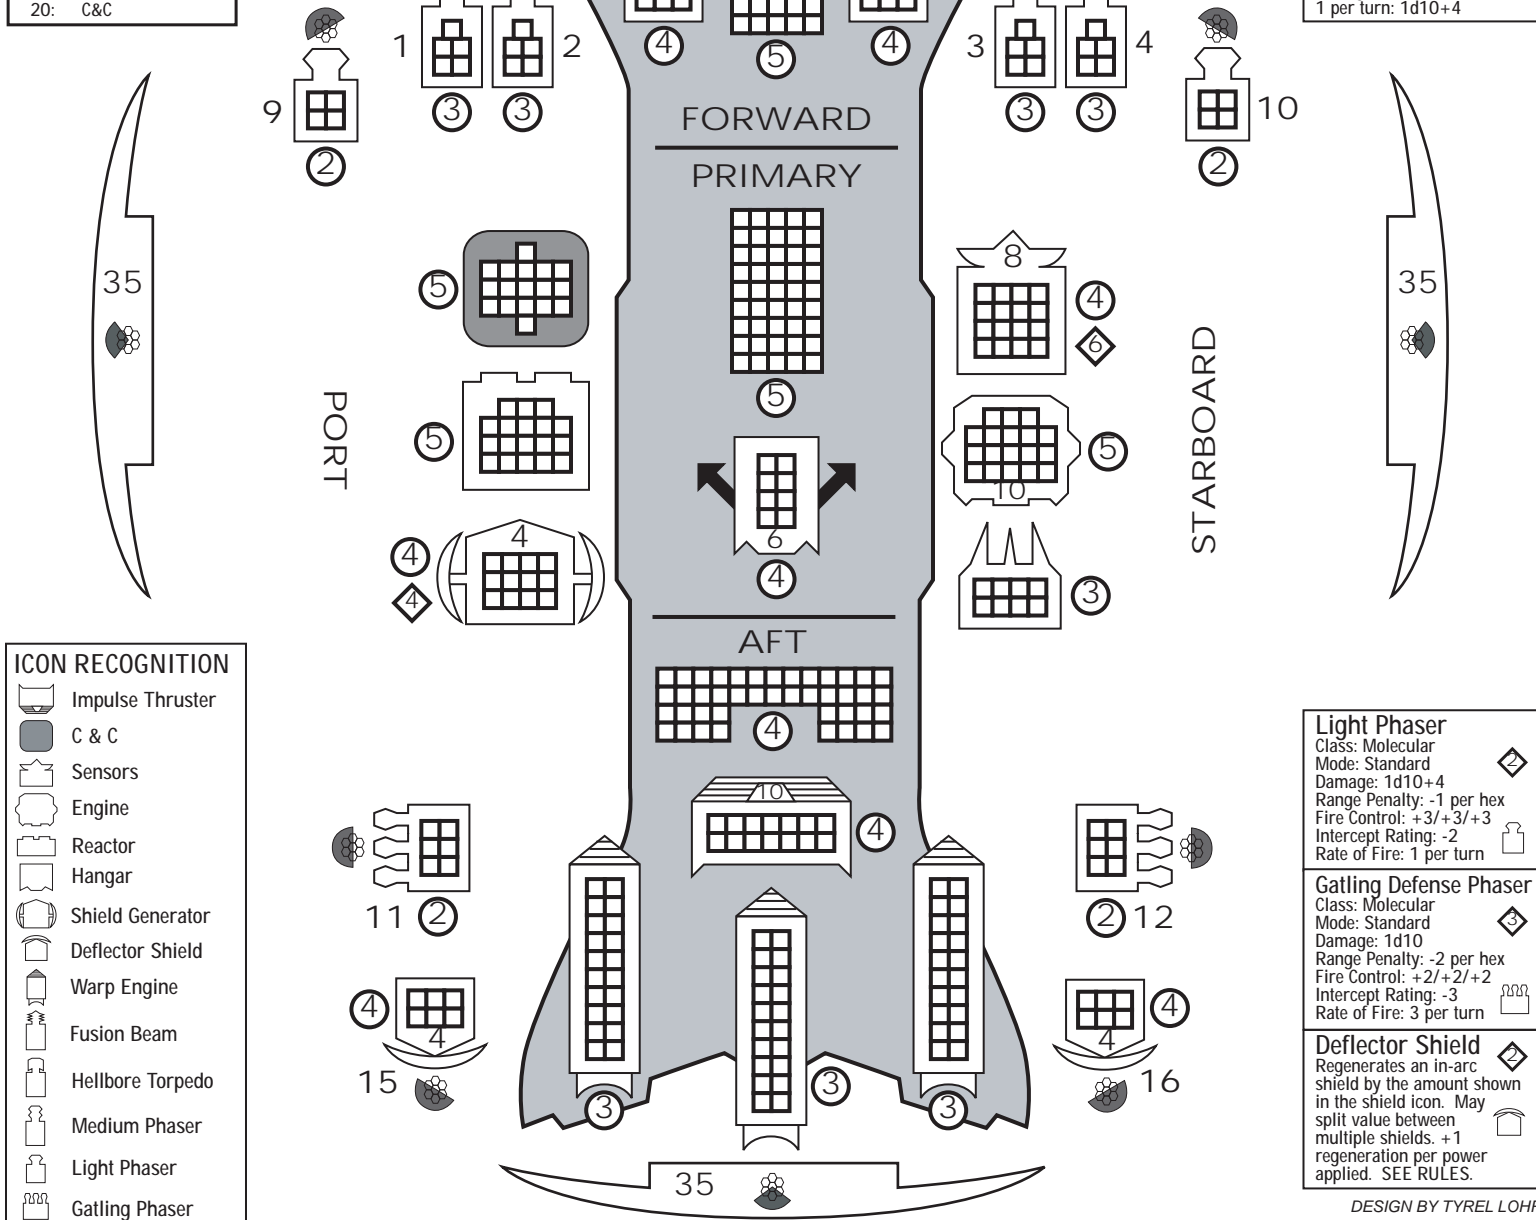 20: C&C
1 per turn: 1d10+4
1
2
3
4
4
5
4
9
3
3
3
3
10
2
2
FORWARD
PRIMARY
35
35
5
8
4
6
5
PORT
STARBOARD
5
10
5
6
4
4
4
4
3
AFT
4
10
4
11
2
2
12
4
4
4
4
15
16
3
3
3
35
ICON RECOGNITION
Impulse Thruster
C & C
Sensors
Engine
Reactor
Hangar
Shield Generator
Deflector Shield
Warp Engine
Fusion Beam
Hellbore Torpedo
Medium Phaser
Light Phaser
Gatling Phaser
Light Phaser
Class: Molecular
Mode: Standard
2
Damage: 1d10+4
Range Penalty: -1 per hex
Fire Control: +3/+3/+3
Intercept Rating: -2
Rate of Fire: 1 per turn
Gatling Defense Phaser
Class: Molecular
Mode: Standard
3
Damage: 1d10
Range Penalty: -2 per hex
Fire Control: +2/+2/+2
Intercept Rating: -3
Rate of Fire: 3 per turn
Deflector Shield
2
Regenerates an in-arc
shield by the amount shown
in the shield icon. May
split value between
multiple shields. +1
regeneration per power
applied. SEE RULES.
DESIGN BY TYREL LOHR